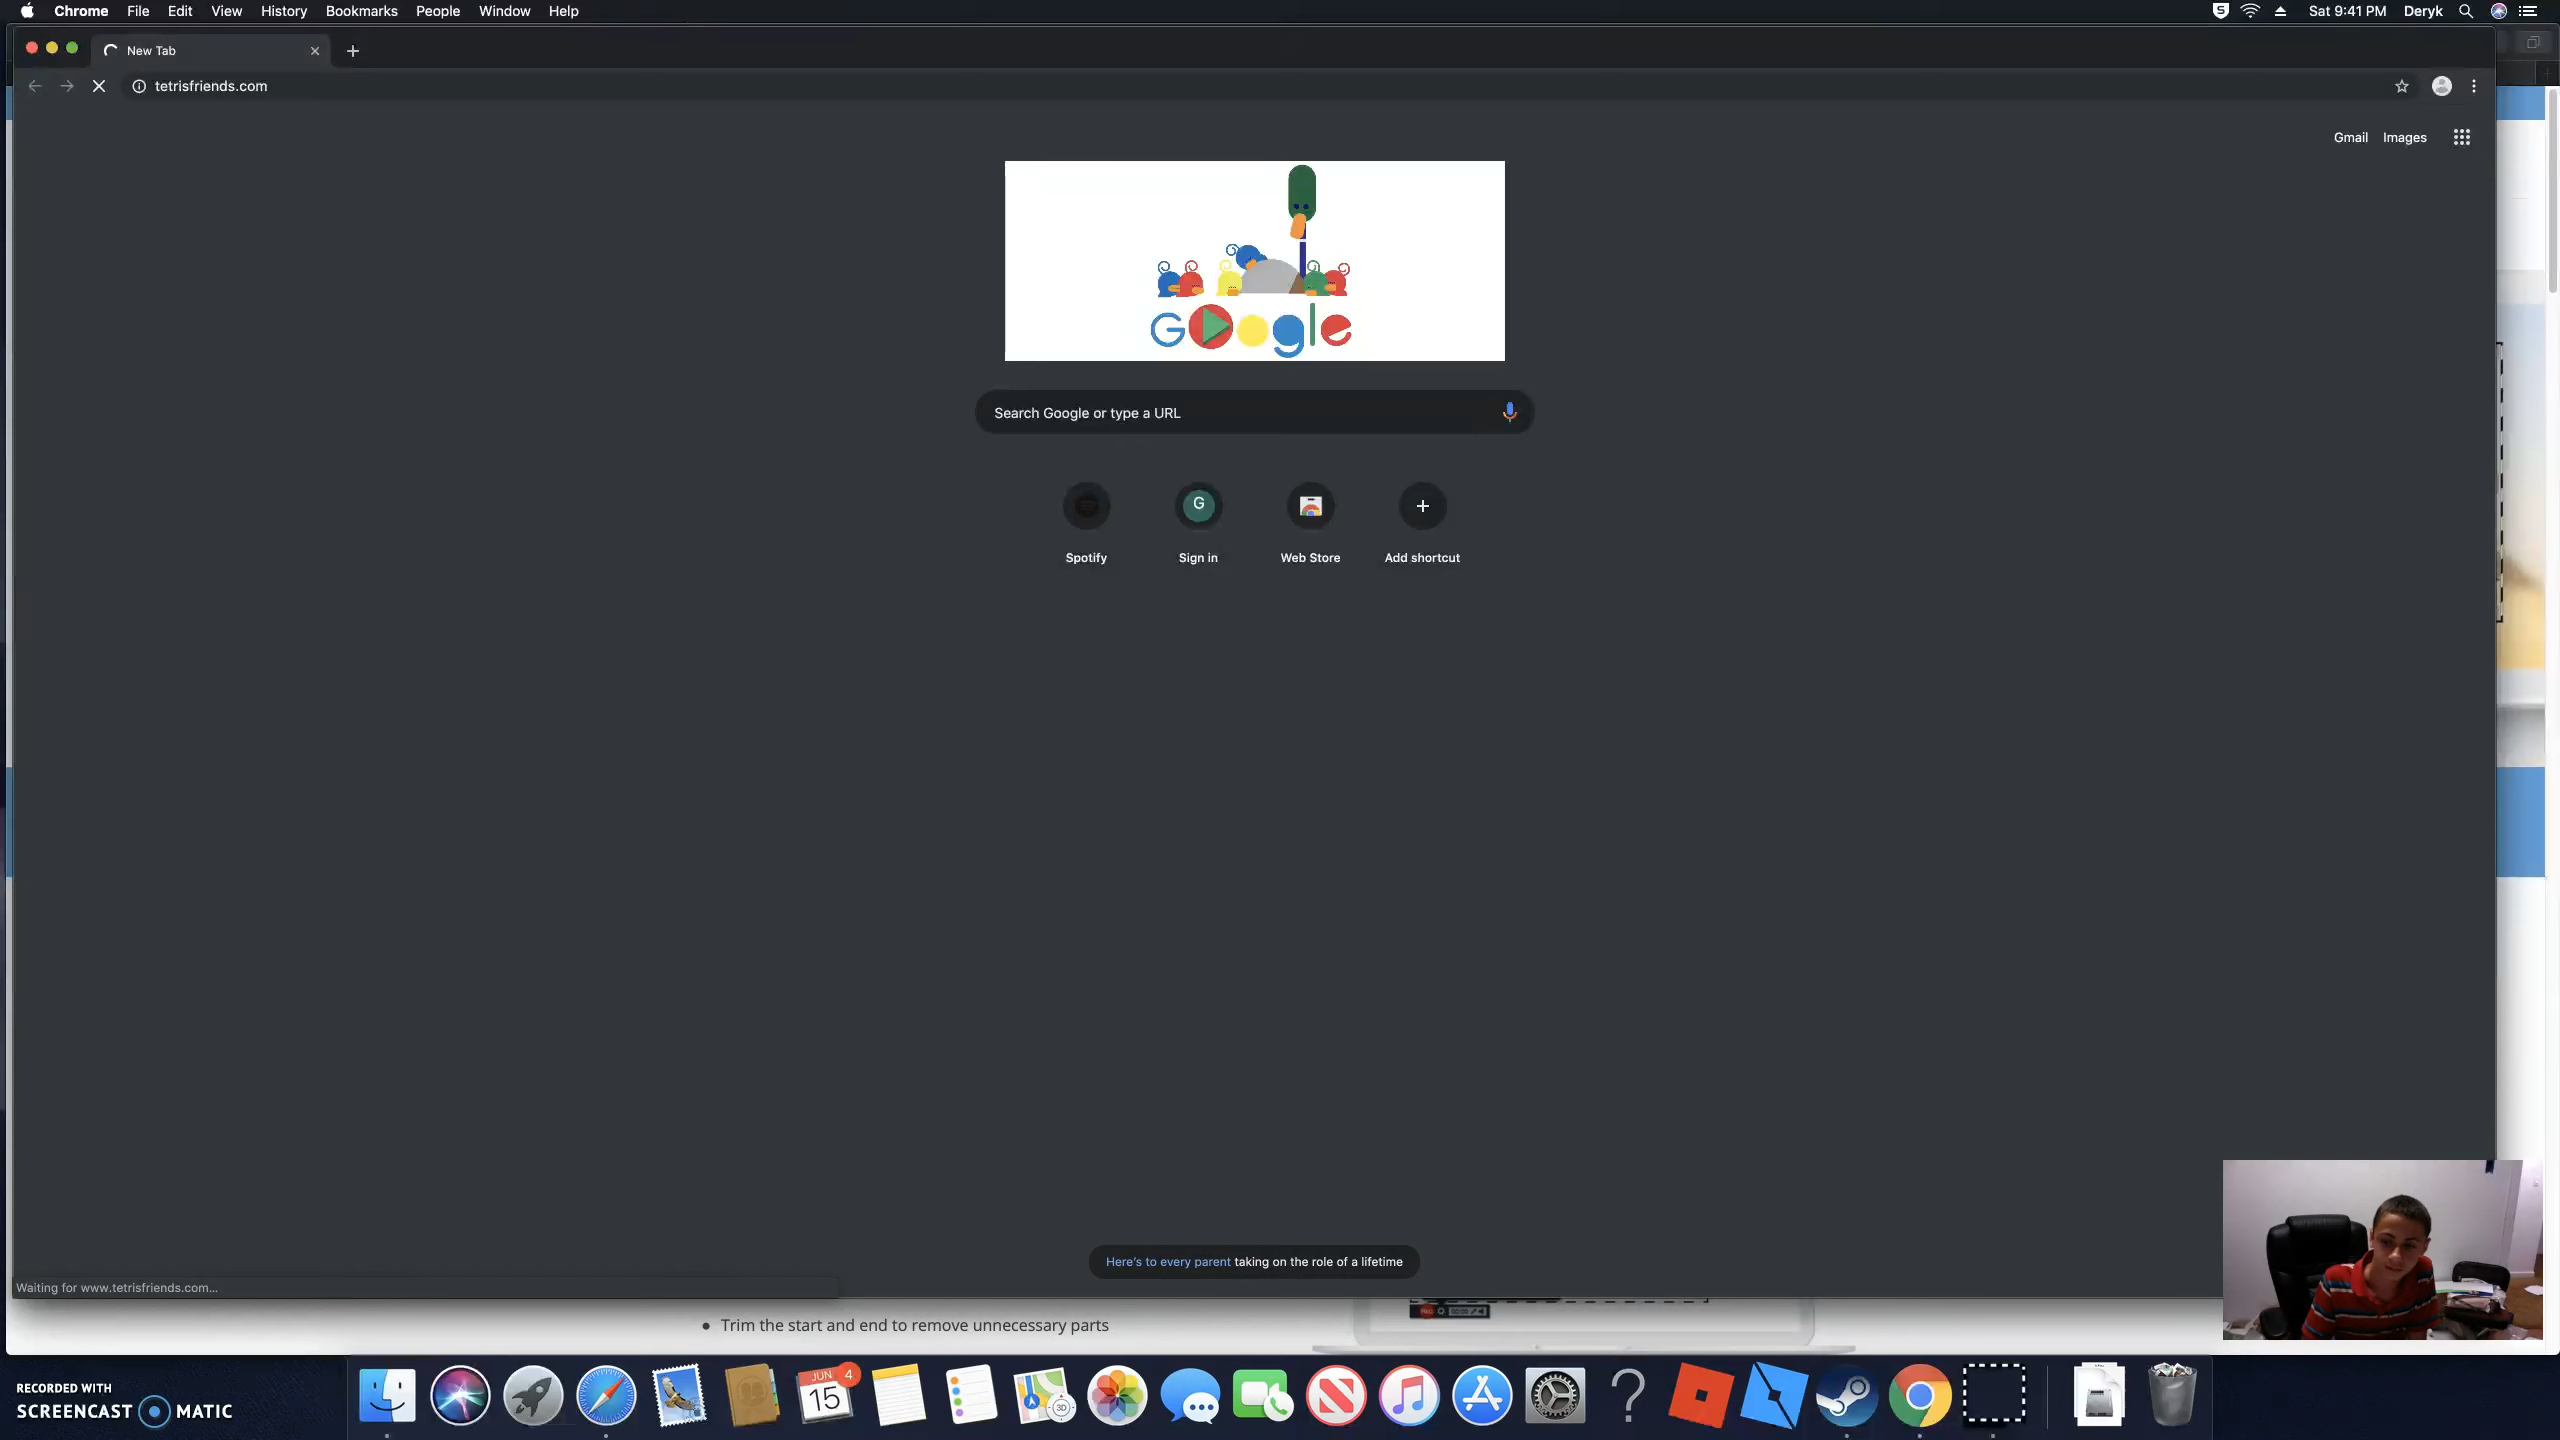 Chrome File Edit View History Bookmarks People Window Help
S Sat 9:41 PM Deryk
New Tab
tetrisfriends.com
Gmail Images
Google
Search Google or type a URL
G
Spotify Sign in Web Store Add shortcut
Here's to every parent taking on the role of a lifetime
Waiting for www.tetrisfriends.com...
• Trim the start and end to remove unnecessary parts
RECORDED WITH
SCREENCAST MATIC
JUN 4
15
3D
?